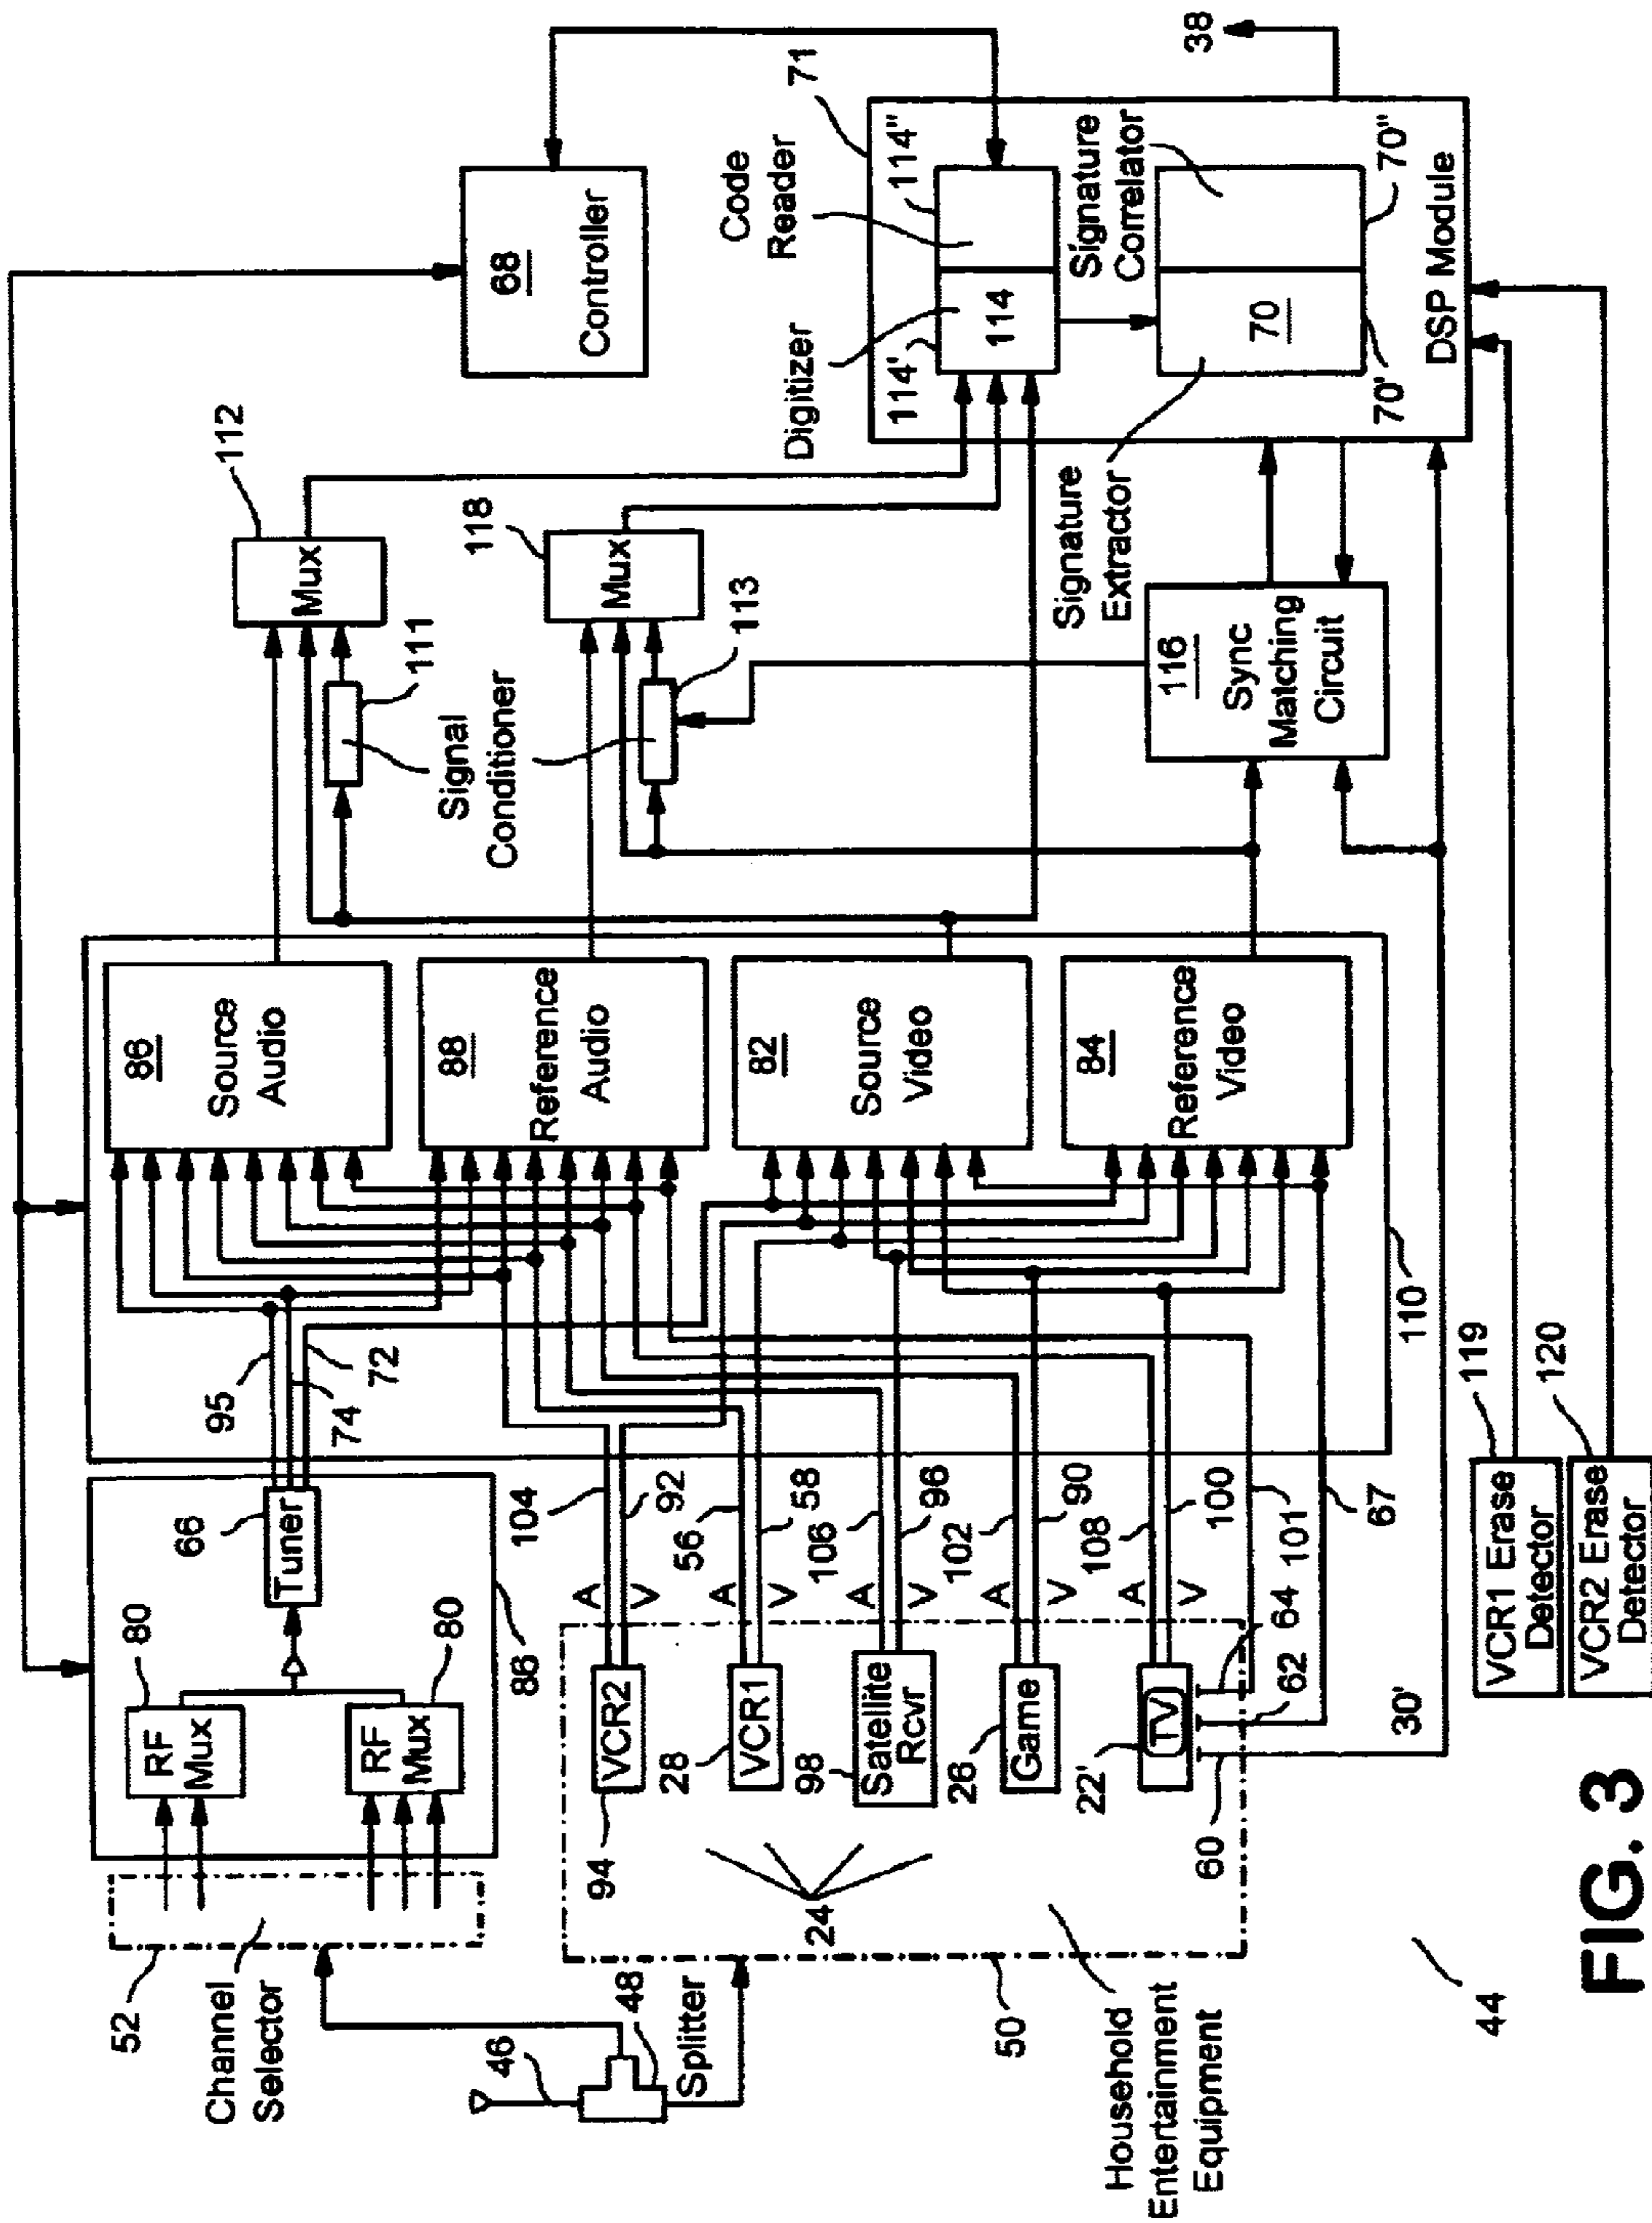 52
Channel
Selector
46
48
Splitter
80
RF
Mux
80
RF
Mux
66
Tuner
86
95
74
72
94
VCR2
28
VCR1
98
Satellite
Rcvr
26
Game
22'
TV
24
50
Household
Entertainment
Equipment
60
62
64
30'
104
A
V
92
56
A
V
58
106
A
V
96
102
A
V
90
108
A
V
100
101
67
110
86
Source
Audio
88
Reference
Audio
82
Source
Video
84
Reference
Video
111
Signal
Conditioner
113
Mux
112
Mux
118
116
Sync
Matching
Circuit
68
Controller
71
Digitizer
Code
Reader
114'
114
114"
Signature
Extractor
Signature
Correlator
70
70'
70"
DSP Module
38
VCR1 Erase
Detector
119
VCR2 Erase
Detector
120
44
FIG. 3